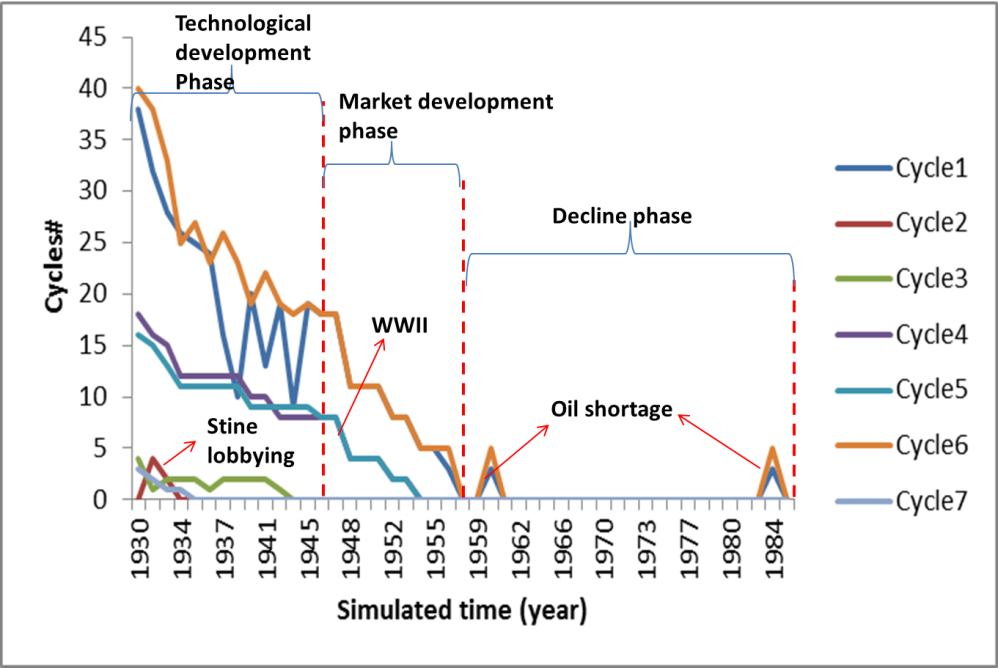 Technological
development
Phase
Market development
phase
Decline phase
WWII
Oil shortage
Stine
lobbying
Cycles#
45
40
35
30
25
20
15
10
5
0
1930
1934
1937
1941
1945
1948
1952
1955
1959
1962
1966
1970
1973
1977
1980
1984
Simulated time (year)
Cycle1
Cycle2
Cycle3
Cycle4
Cycle5
Cycle6
Cycle7